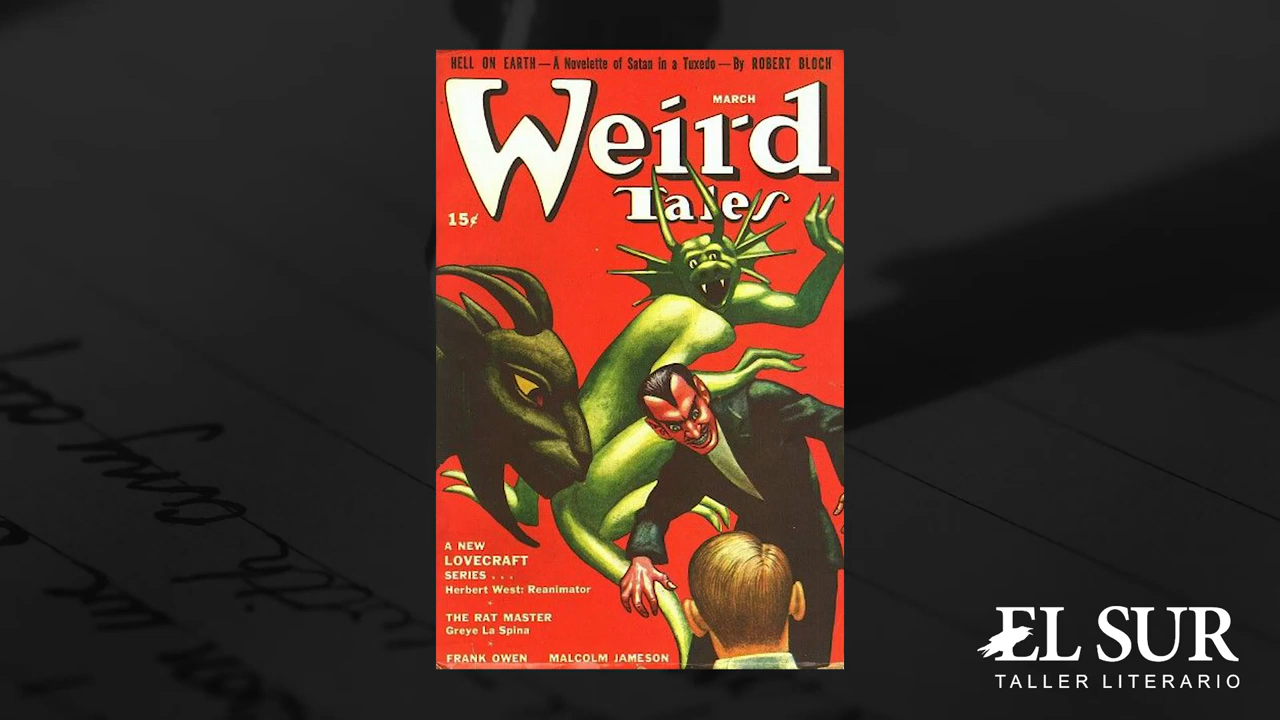 HELL ON EARTH — A Novelette of Satan in a Tuxedo — By ROBERT BLOCH
MARCH
Weird
Tales
15¢
A NEW
LOVECRAFT
SERIES . . .
Herbert West: Reanimator
THE RAT MASTER
Greye La Spina
FRANK OWEN MALCOLM JAMESON
EL SUR
TALLER LITERARIO